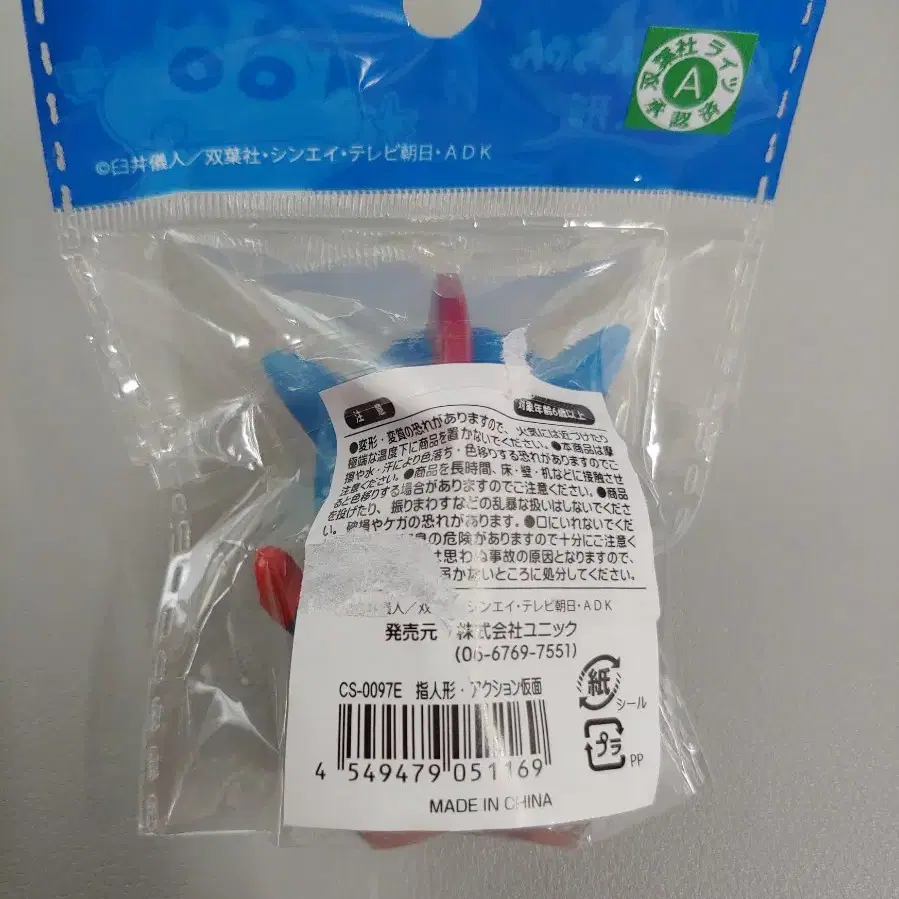 双葉社ライツ
A
承認済
©臼井儀人／双葉社・シンエイ・テレビ朝日・ADK
注意
対象年齢6歳以上
●変形・変質の恐れがありますので、火気には近づけたり
極端な温度下に商品を置かないでください。●本商品は摩
擦や水・汗により色落ち・色移りする恐れがありますのでご
注意ください。●商品を長時間、床・壁・机などに接触させ
ると色移りする場合がありますのでご注意ください。●商品
を投げたり、振りまわすなどの乱暴な扱いはしないでくださ
い。破損やケガの恐れがあります。●口にいれないでくだ
の危険がありますので十分にご注意く
は思わぬ事故の原因となりますので、
届かないところに処分してください。
儀人／双 シンエイ・テレビ朝日・ADK
発売元 株式会社ユニック
(06-6769-7551)
CS-0097E 指人形・アクション仮面
4 549479 051169
紙
シール
プラ
PP
MADE IN CHINA